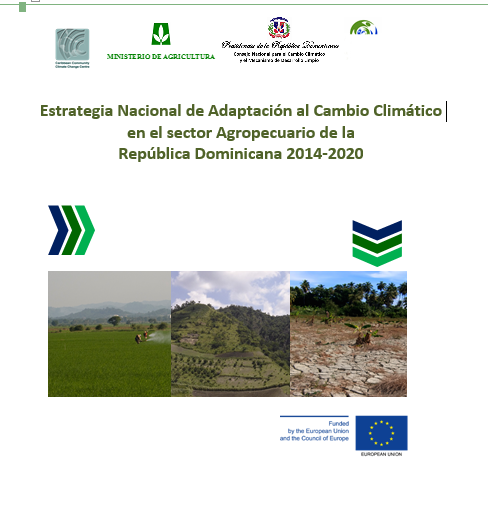 Caribbean Community
Climate Change Centre
MINISTERIO DE AGRICULTURA
Presidencia de la República Dominicana
Consejo Nacional para el Cambio Climático
y el Mecanismo de Desarrollo Limpio
Estrategia Nacional de Adaptación al Cambio Climático
en el sector Agropecuario de la
República Dominicana 2014-2020
Funded
by the European Union
and the Council of Europe
EUROPEAN UNION